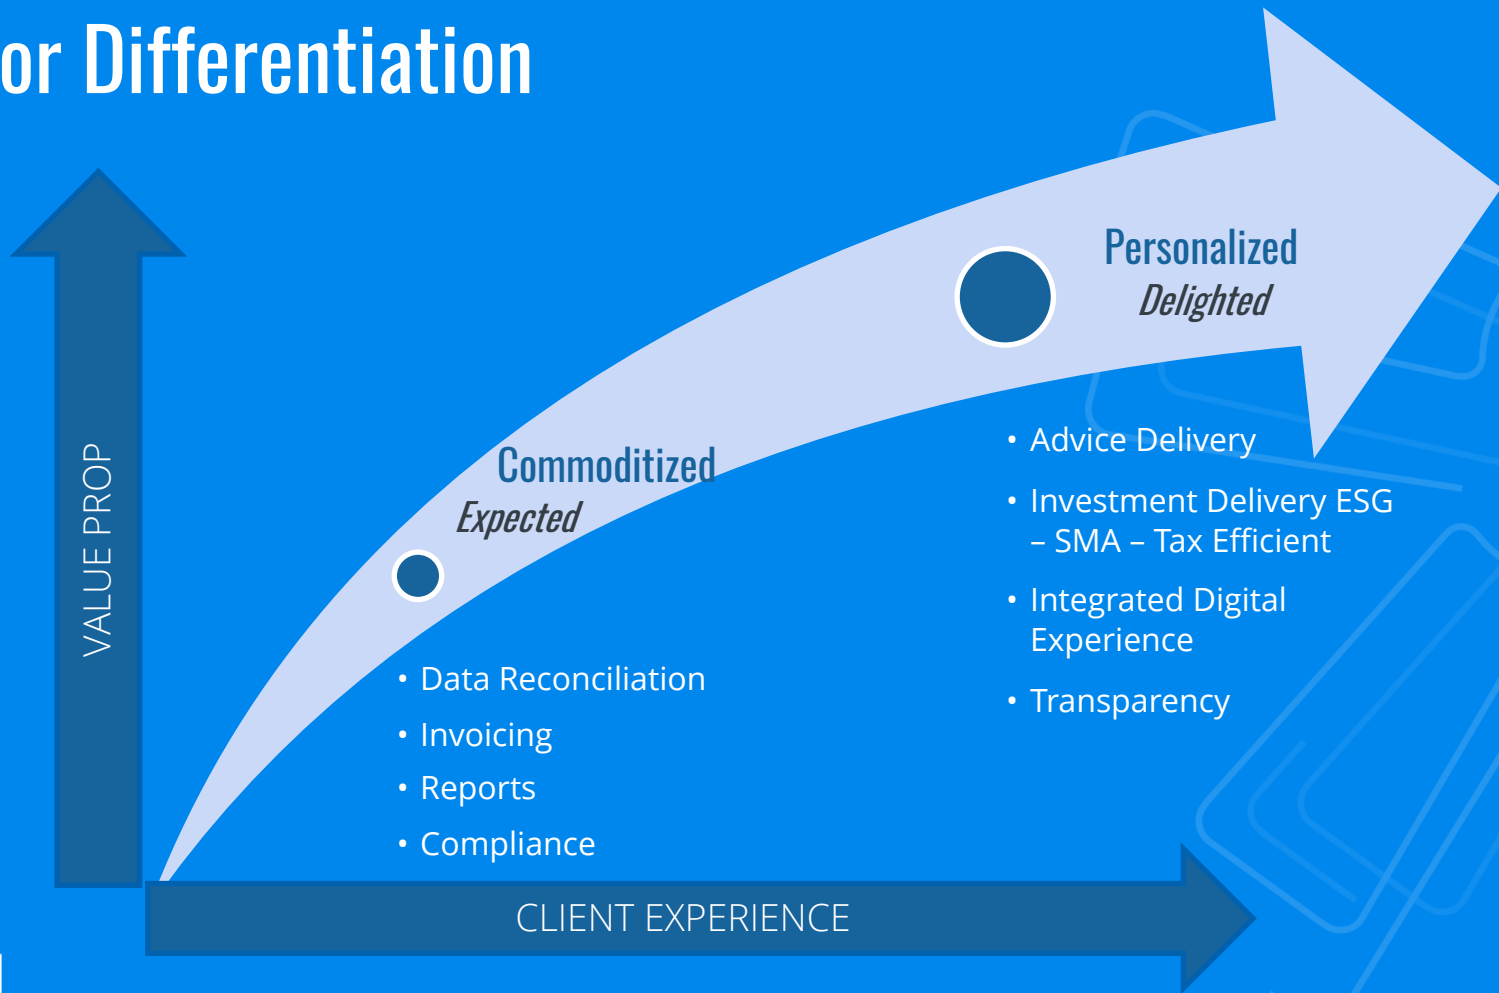 or Differentiation
VALUE PROP
Personalized
Delighted
Commoditized
Expected
• Advice Delivery
• Investment Delivery ESG
– SMA – Tax Efficient
• Integrated Digital
Experience
• Transparency
• Data Reconciliation
• Invoicing
• Reports
• Compliance
CLIENT EXPERIENCE